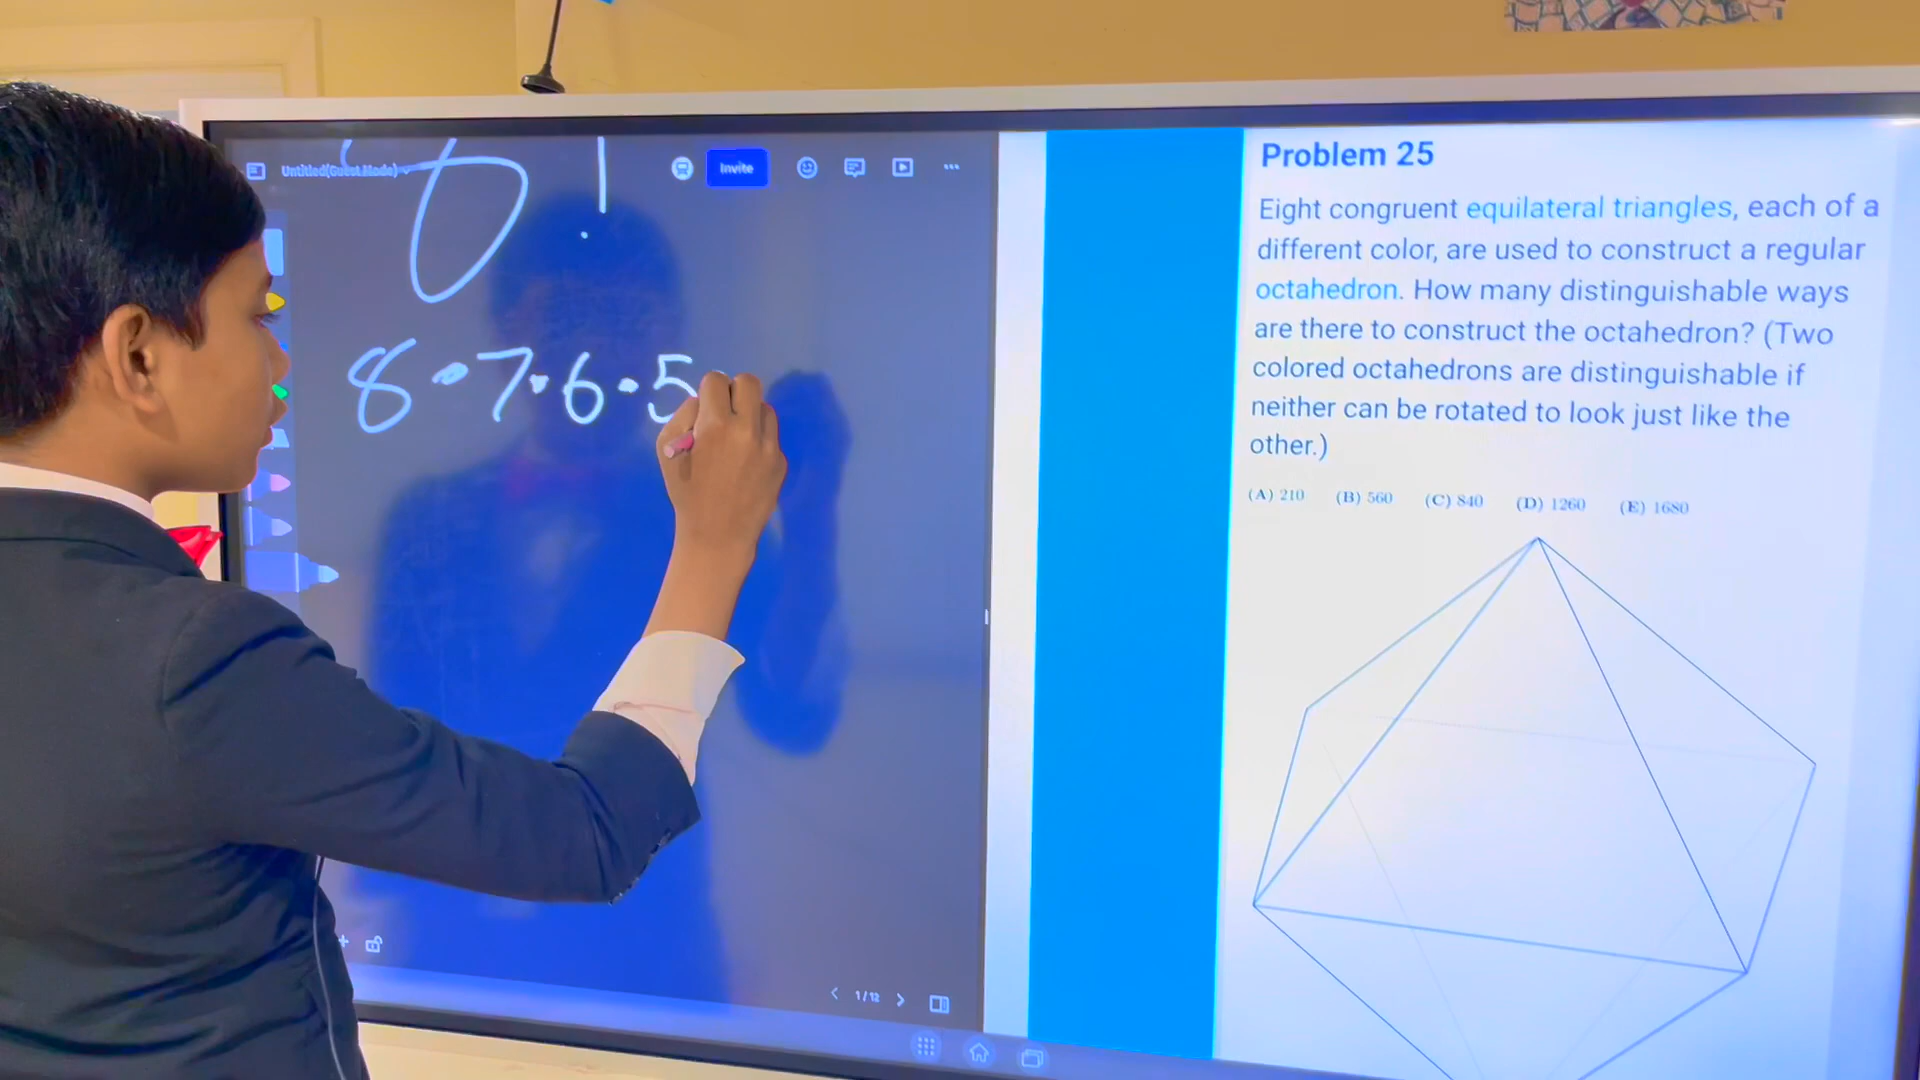 Untitled(Guest Mode)
Invite
8!
8·7·6·5
1/12
Problem 25
Eight congruent equilateral triangles, each of a
different color, are used to construct a regular
octahedron. How many distinguishable ways
are there to construct the octahedron? (Two
colored octahedrons are distinguishable if
neither can be rotated to look just like the
other.)
(A) 210 (B) 560 (C) 840 (D) 1260 (E) 1680